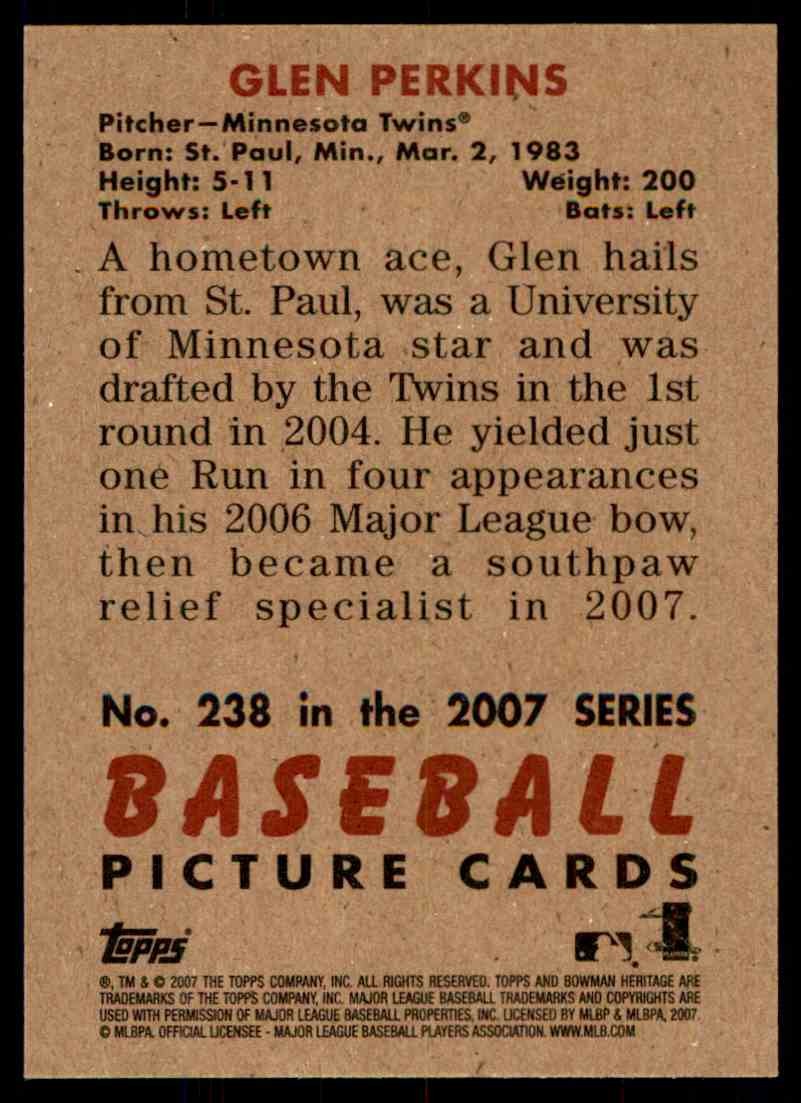 GLEN PERKINS
Pitcher—Minnesota Twins®
Born: St. Paul, Min., Mar. 2, 1983
Height: 5-11 Weight: 200
Throws: Left Bats: Left
A hometown ace, Glen hails
from St. Paul, was a University
of Minnesota star and was
drafted by the Twins in the 1st
round in 2004. He yielded just
one Run in four appearances
in his 2006 Major League bow,
then became a southpaw
relief specialist in 2007.
No. 238 in the 2007 SERIES
BASEBALL
PICTURE CARDS
topps
®, TM & © 2007 THE TOPPS COMPANY, INC. ALL RIGHTS RESERVED. TOPPS AND BOWMAN HERITAGE ARE
TRADEMARKS OF THE TOPPS COMPANY, INC. MAJOR LEAGUE BASEBALL TRADEMARKS AND COPYRIGHTS ARE
USED WITH PERMISSION OF MAJOR LEAGUE BASEBALL PROPERTIES, INC. LICENSED BY MLBP & MLBPA, 2007.
© MLBPA. OFFICIAL LICENSEE - MAJOR LEAGUE BASEBALL PLAYERS ASSOCIATION. WWW.MLB.COM